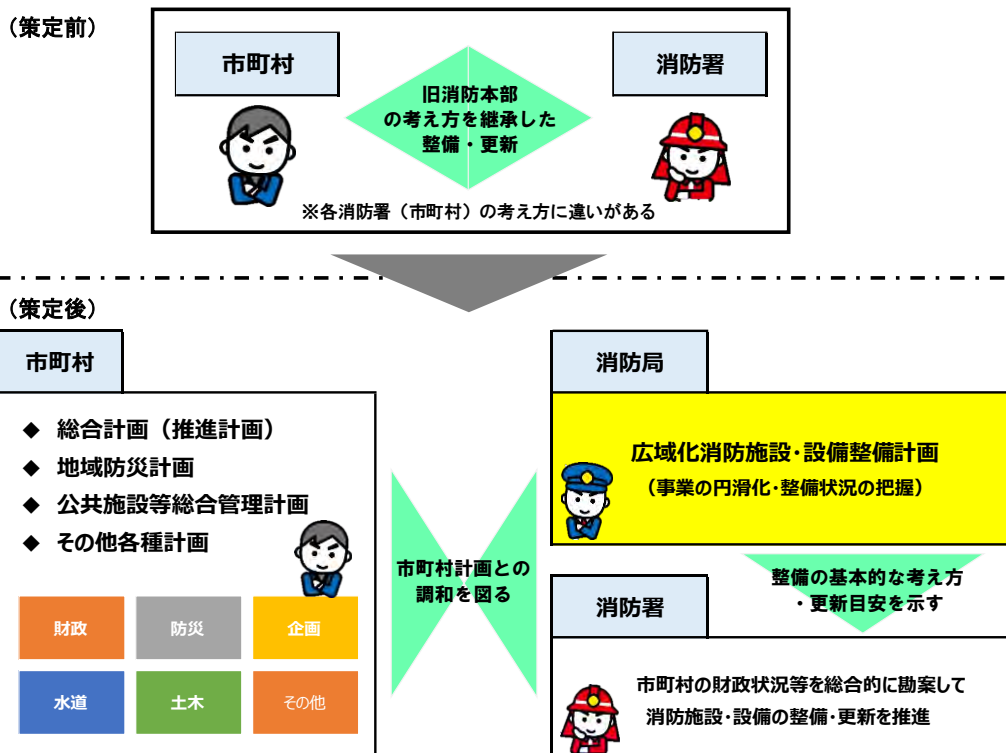 （策定前）
市町村
消防署
旧消防本部
の考え方を継承した
整備・更新
※各消防署（市町村）の考え方に違いがある
（策定後）
市町村
◆ 総合計画（推進計画）
◆ 地域防災計画
◆ 公共施設等総合管理計画
◆ その他各種計画
財政
防災
企画
水道
土木
その他
市町村計画との
調和を図る
消防局
広域化消防施設・設備整備計画
（事業の円滑化・整備状況の把握）
整備の基本的な考え方
・更新目安を示す
消防署
市町村の財政状況等を総合的に勘案して
消防施設・設備の整備・更新を推進